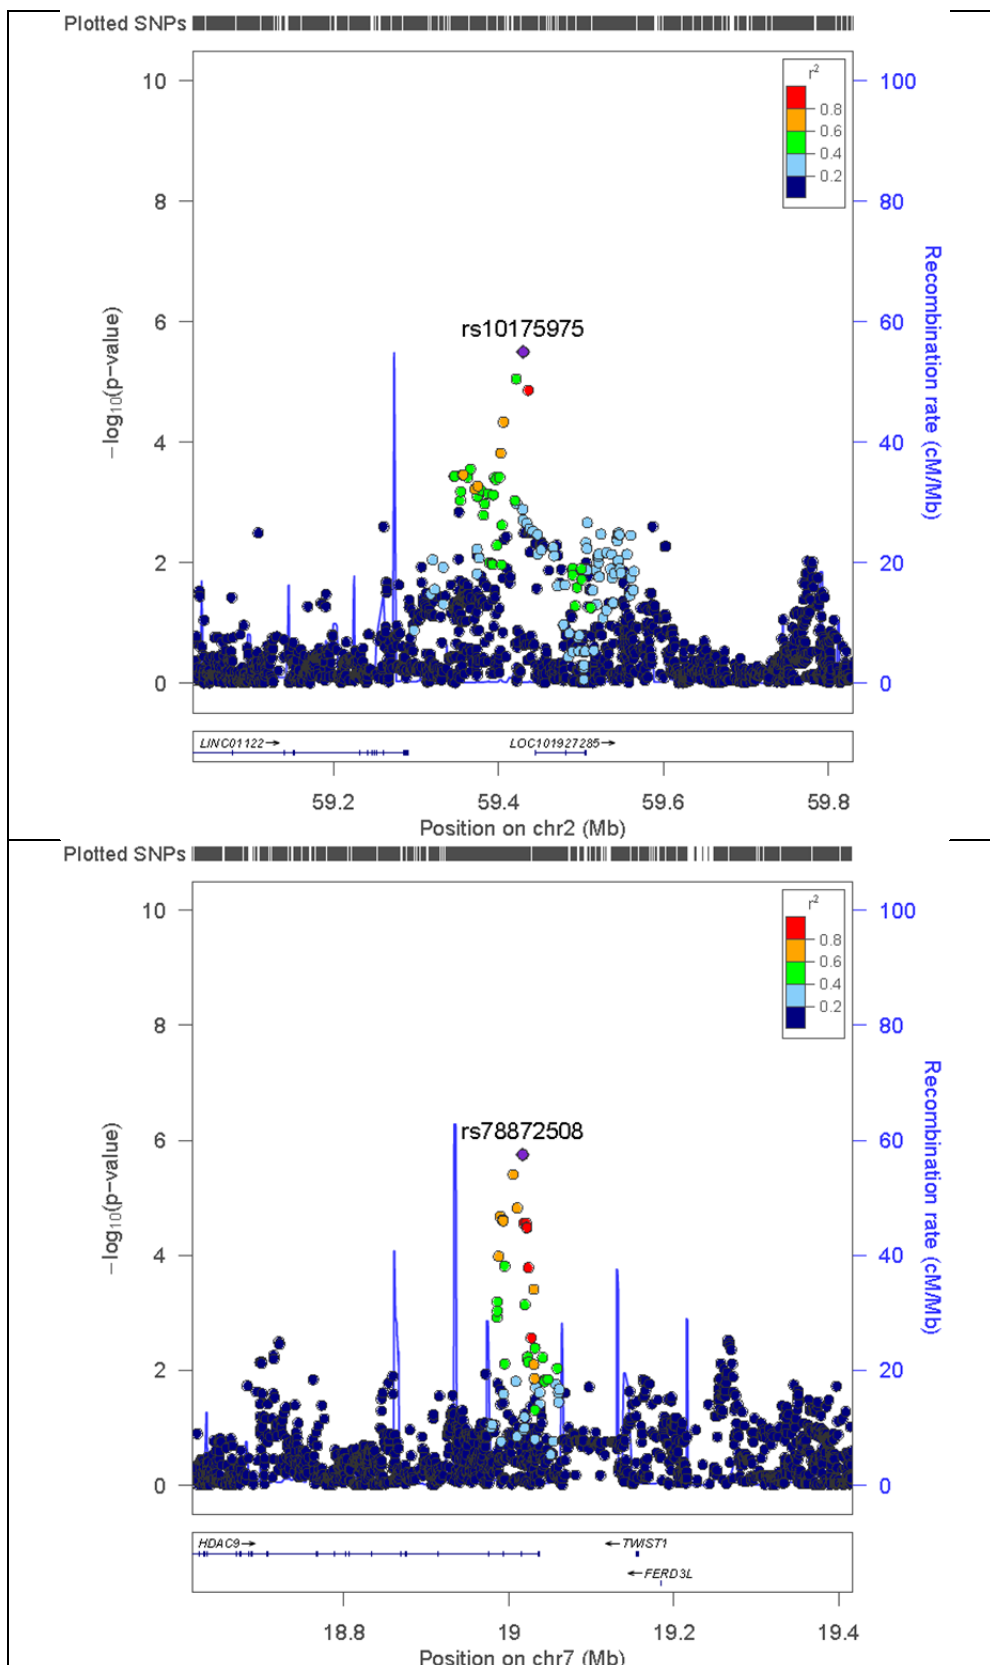 Plotted SNPs
r²
10
100
0.8
0.6
0.4
0.2
8
80
rs10175975
6
60
4
40
2
20
0
0
−log₁₀(p−value)
Recombination rate (cM/Mb)
LINC01122→
LOC101927285→
59.2
59.4
59.6
59.8
Position on chr2 (Mb)
Plotted SNPs
r²
10
100
0.8
0.6
0.4
0.2
8
80
rs78872508
6
60
4
40
2
20
0
0
−log₁₀(p−value)
Recombination rate (cM/Mb)
HDAC9→
←TWIST1
←FERD3L
18.8
19
19.2
19.4
Position on chr7 (Mb)